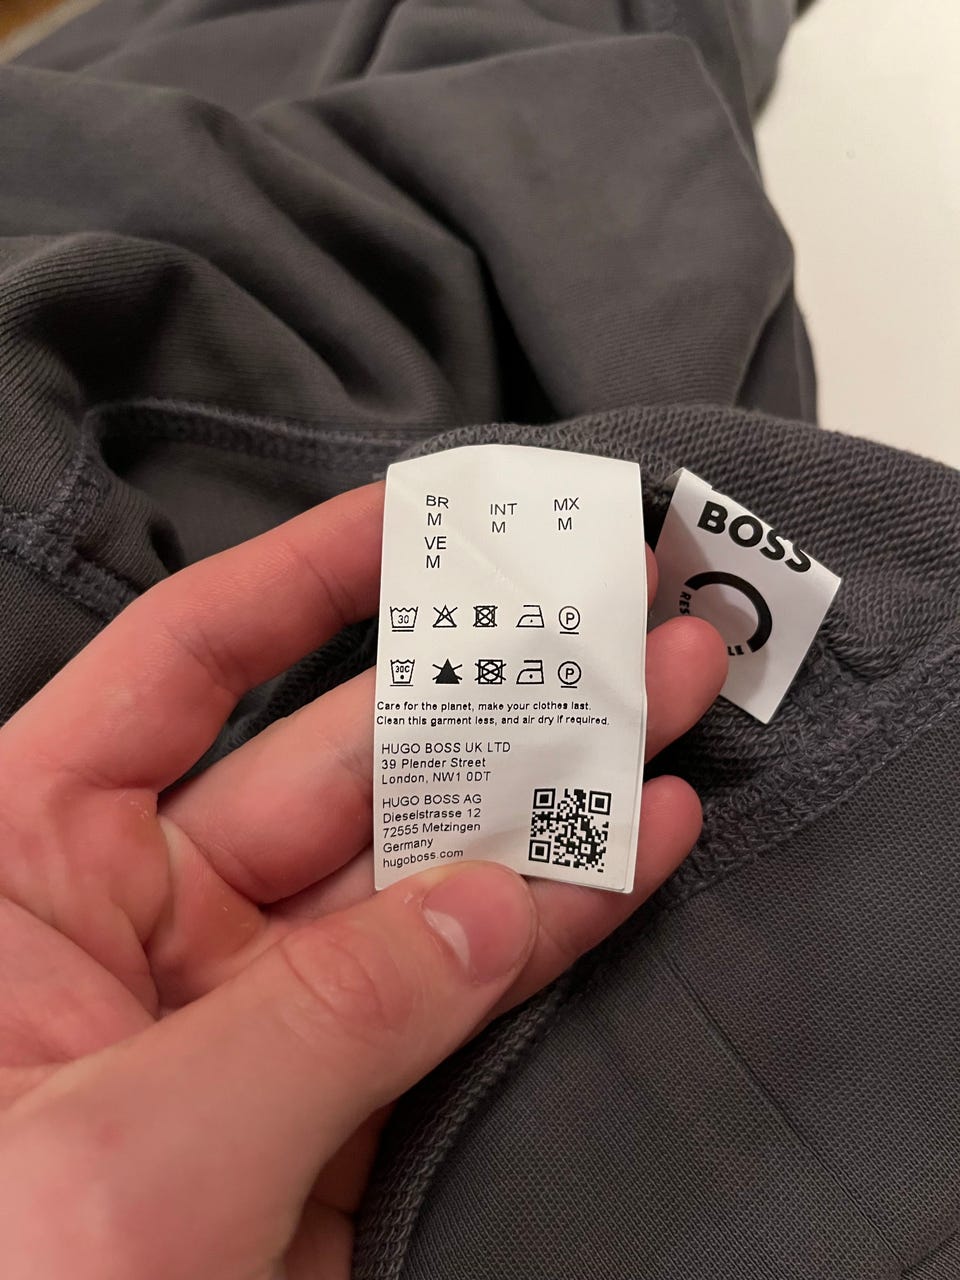 BR INT MX
M M M
VE
M
30 P
30C P
Care for the planet, make your clothes last.
Clean this garment less, and air dry if required.
HUGO BOSS UK LTD
39 Plender Street
London, NW1 0DT
HUGO BOSS AG
Dieselstrasse 12
72555 Metzingen
Germany
hugoboss.com
BOSS